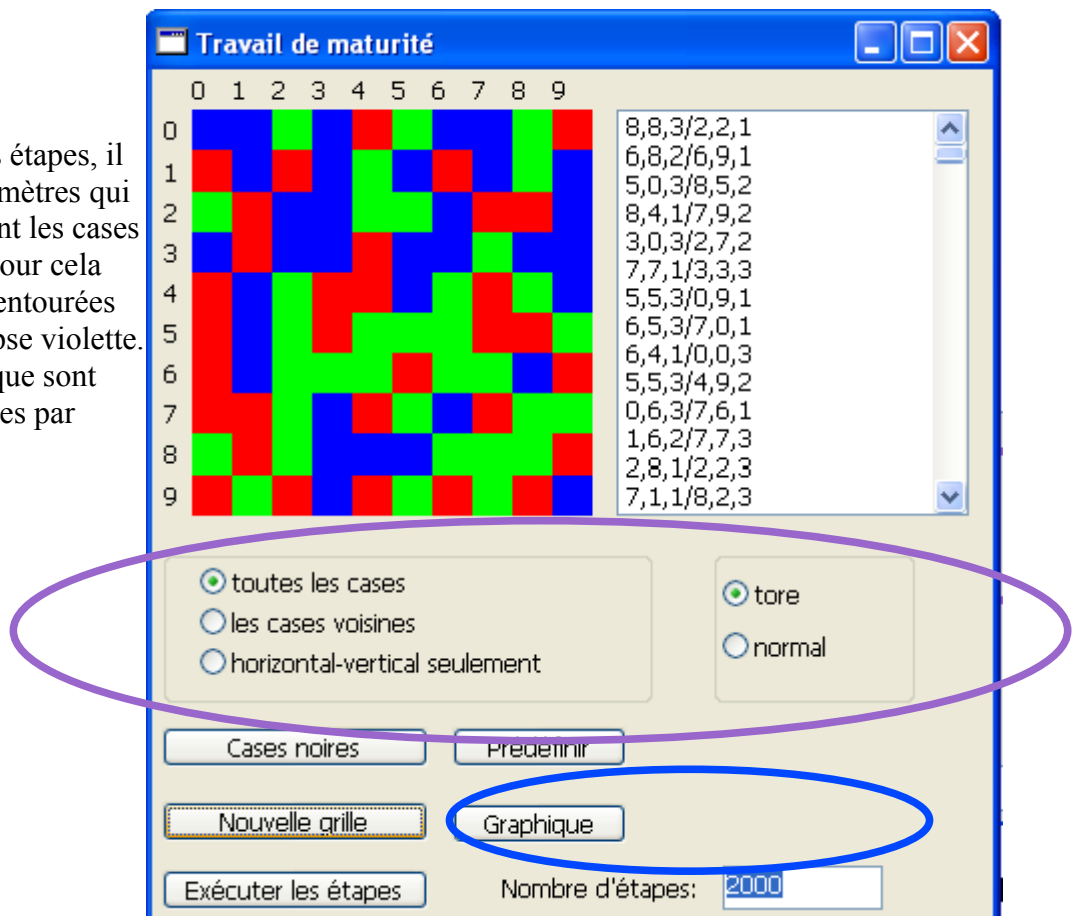 Travail de maturité
0 1 2 3 4 5 6 7 8 9
0
1
2
3
4
5
6
7
8
9
8,8,3/2,2,1
6,8,2/6,9,1
5,0,3/8,5,2
8,4,1/7,9,2
3,0,3/2,7,2
7,7,1/3,3,3
5,5,3/0,9,1
6,5,3/7,0,1
6,4,1/0,0,3
5,5,3/4,9,2
0,6,3/7,6,1
1,6,2/7,7,3
2,8,1/2,2,3
7,1,1/8,2,3
étapes, il
mètres qui
nt les cases
our cela
entourées
se violette.
que sont
es par
toutes les cases
les cases voisines
horizontal-vertical seulement
tore
normal
Cases noires
Prédéfinir
Nouvelle grille
Graphique
Exécuter les étapes
Nombre d'étapes: 2000